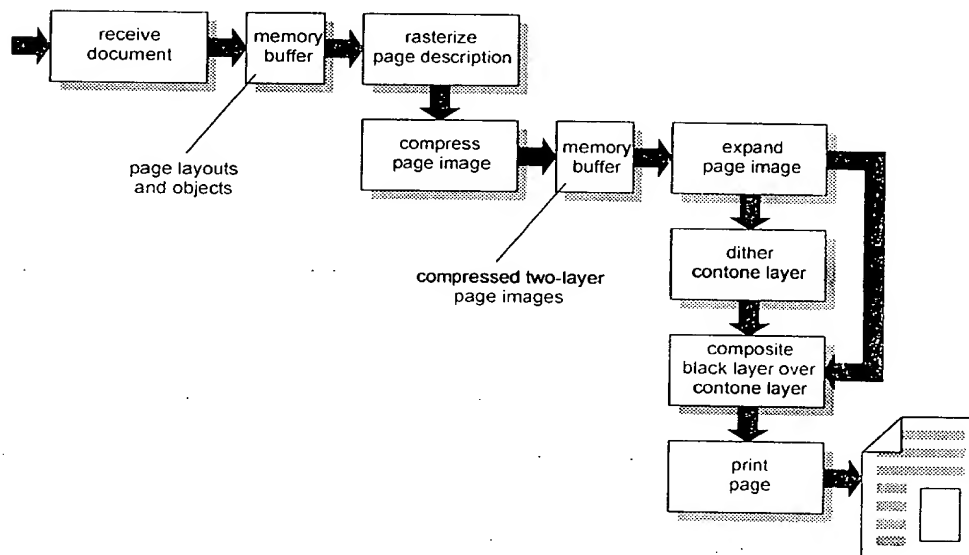 receive
document
memory
buffer
rasterize
page description
page layouts
and objects
compress
page image
memory
buffer
expand
page image
compressed two-layer
page images
dither
contone layer
composite
black layer over
contone layer
print
page